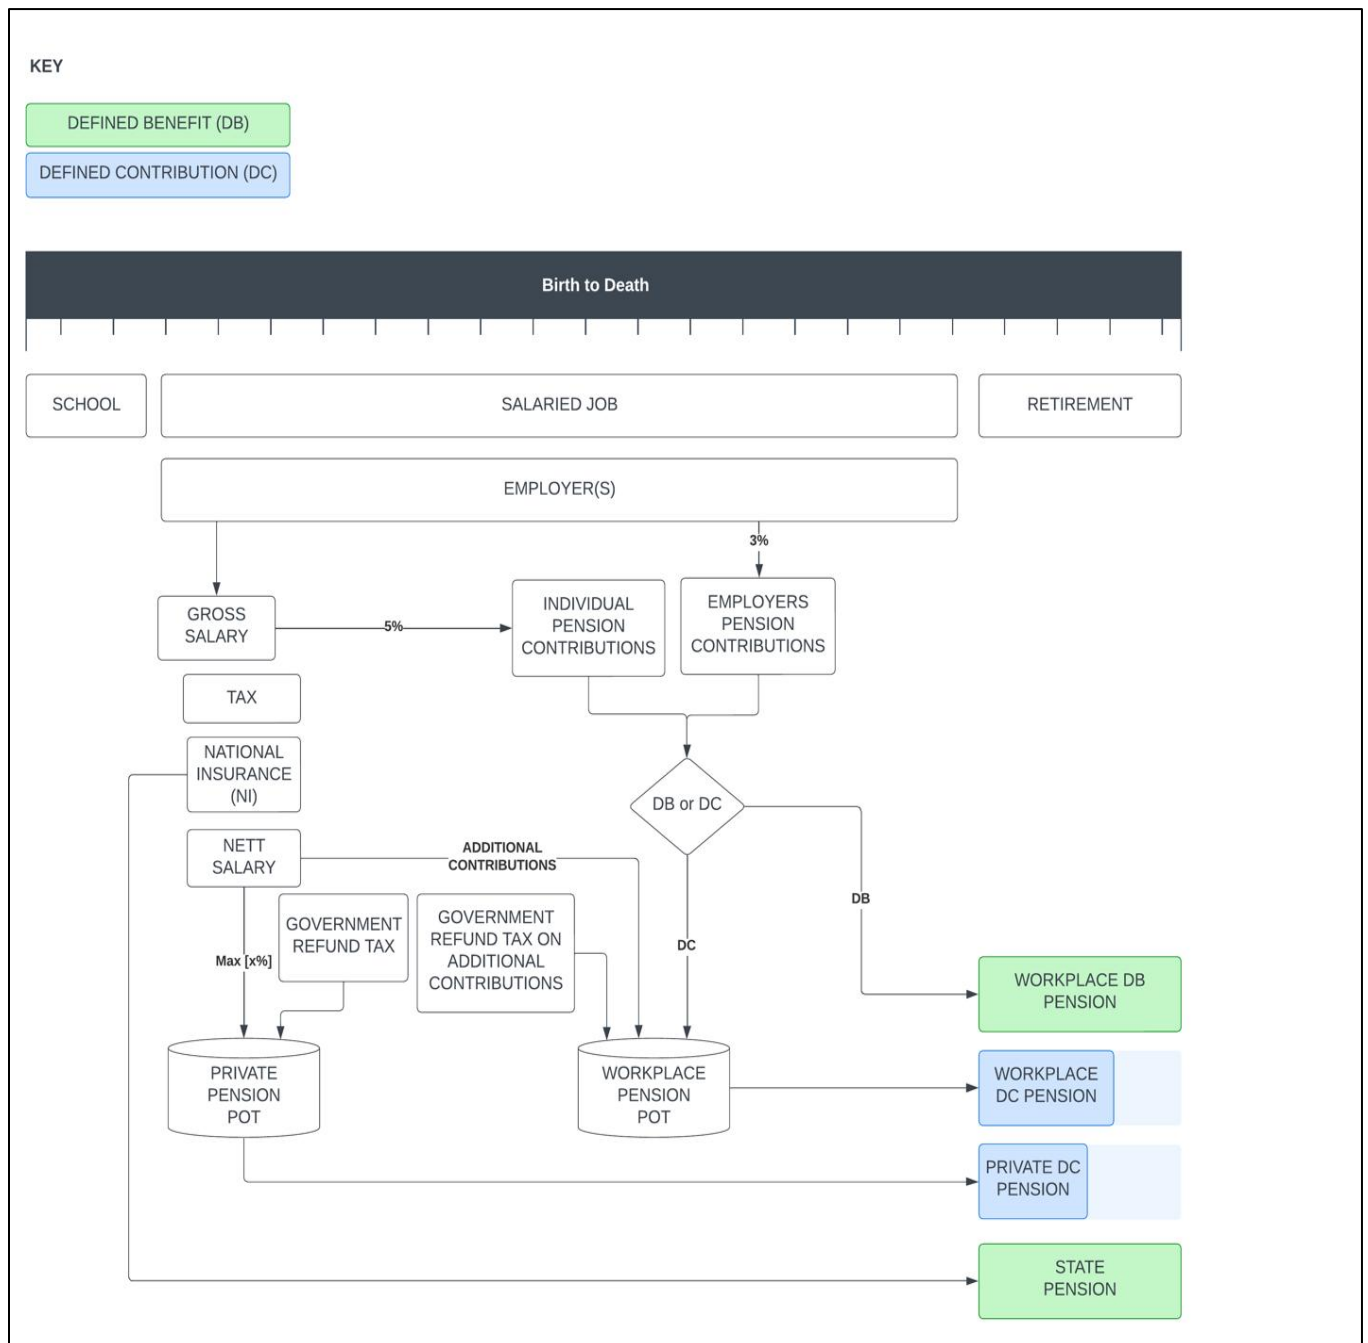 KEY
DEFINED BENEFIT (DB)
DEFINED CONTRIBUTION (DC)
Birth to Death
SCHOOL
SALARIED JOB
RETIREMENT
EMPLOYER(S)
3%
GROSS
SALARY
5%
INDIVIDUAL
PENSION
CONTRIBUTIONS
EMPLOYERS
PENSION
CONTRIBUTIONS
TAX
NATIONAL
INSURANCE
(NI)
DB or DC
NETT
SALARY
ADDITIONAL
CONTRIBUTIONS
DB
GOVERNMENT
REFUND TAX
GOVERNMENT
REFUND TAX ON
ADDITIONAL
CONTRIBUTIONS
DC
Max [x%]
WORKPLACE DB
PENSION
PRIVATE
PENSION
POT
WORKPLACE
PENSION
POT
WORKPLACE
DC PENSION
PRIVATE DC
PENSION
STATE
PENSION